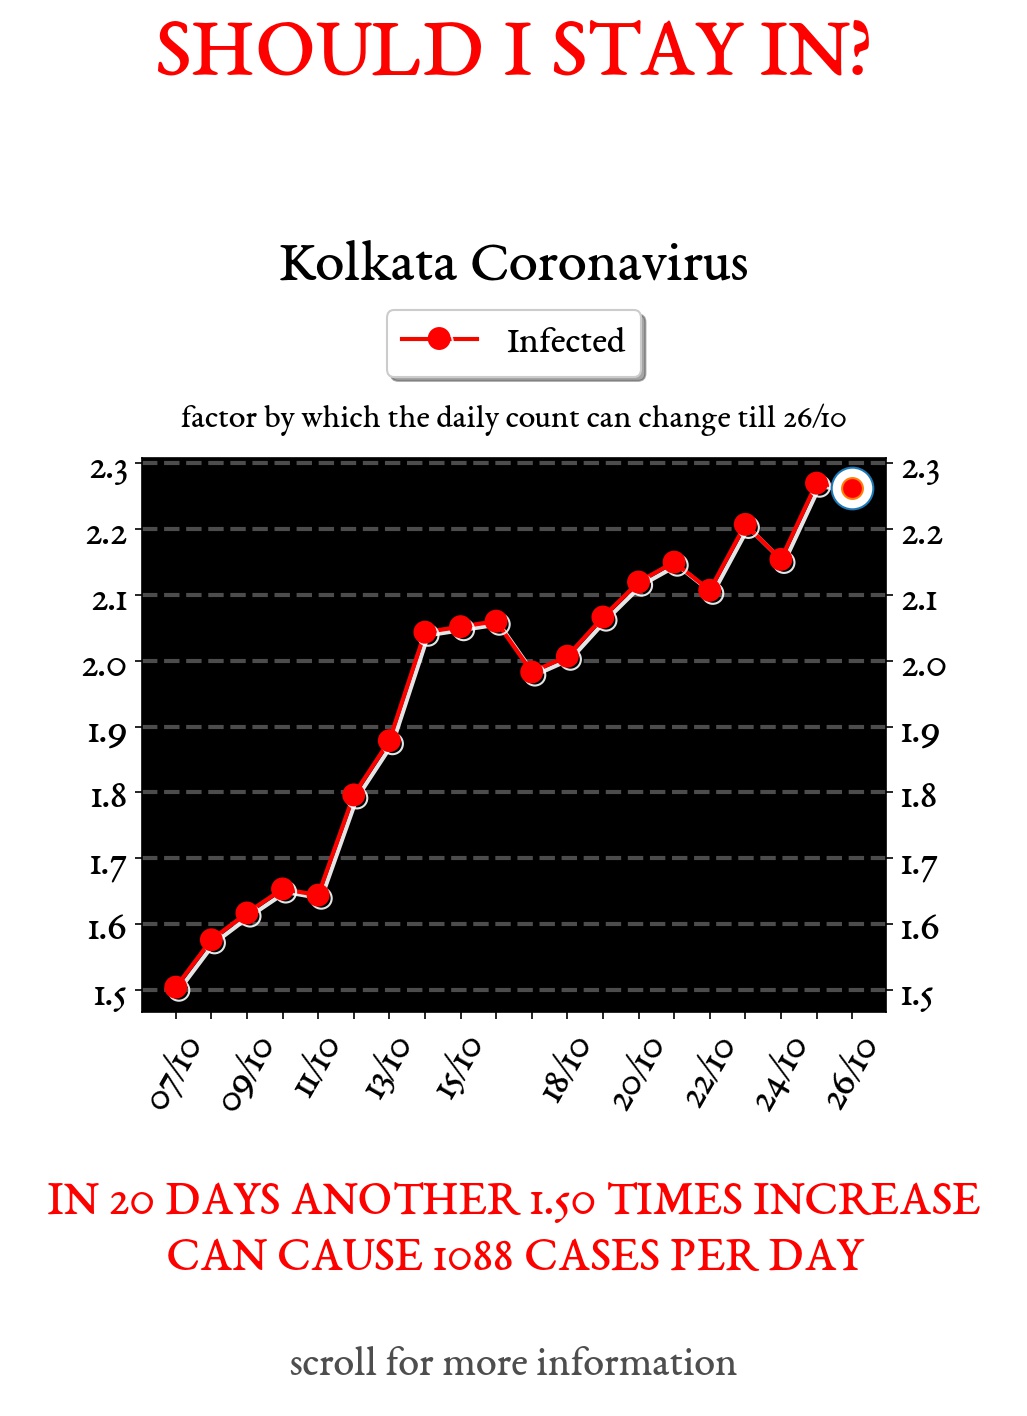 SHOULD I STAY IN?
Kolkata Coronavirus
Infected
factor by which the daily count can change till 26/10
2.3 2.3
2.2 2.2
2.1 2.1
2.0 2.0
1.9 1.9
1.8 1.8
1.7 1.7
1.6 1.6
1.5 1.5
07/10 09/10 11/10 13/10 15/10 18/10 20/10 22/10 24/10 26/10
IN 20 DAYS ANOTHER 1.50 TIMES INCREASE
CAN CAUSE 1088 CASES PER DAY
scroll for more information